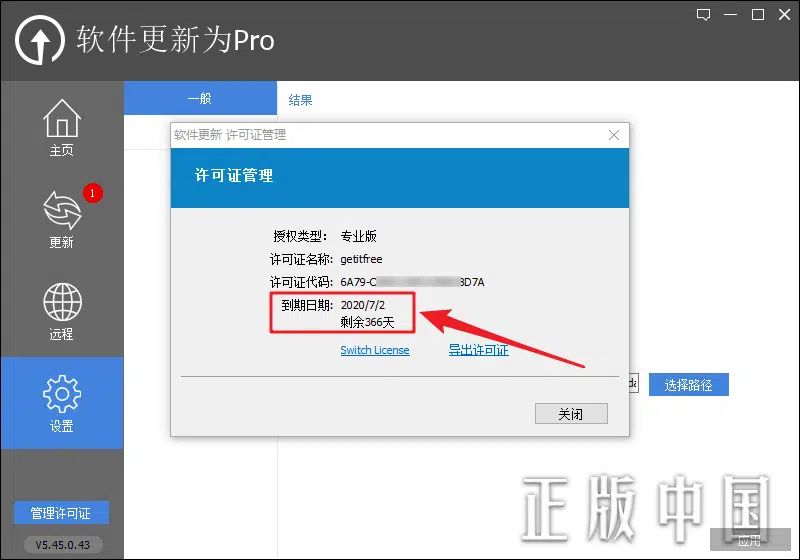 软件更新为Pro
一般
结果
主页
1
更新
远程
设置
管理许可证
V5.45.0.43
软件更新 许可证管理
许可证管理
授权类型: 专业版
许可证名称: getitfree
许可证代码: 6A79-C 8D7A
到期日期: 2020/7/2
剩余366天
Switch License 导出许可证
关闭
选择路径
正版中国
应用